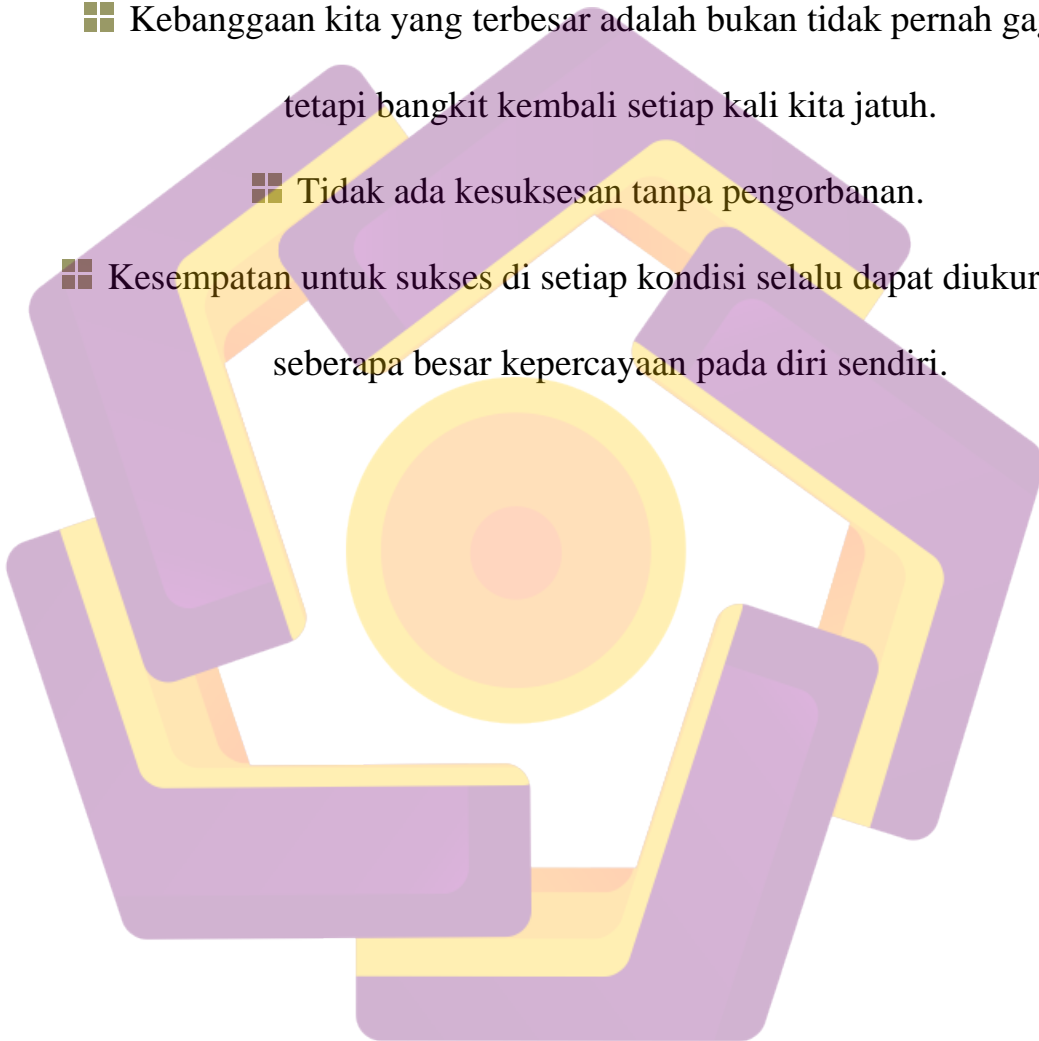 Kebanggaan kita yang terbesar adalah bukan tidak pernah
tetapi bangkit kembali setiap kali kita jatuh.
Tidak ada kesuksesan tanpa pengorbanan.
Kesempatan untuk sukses di setiap kondisi selalu dapat diukur
seberapa besar kepercayaan pada diri sendiri.